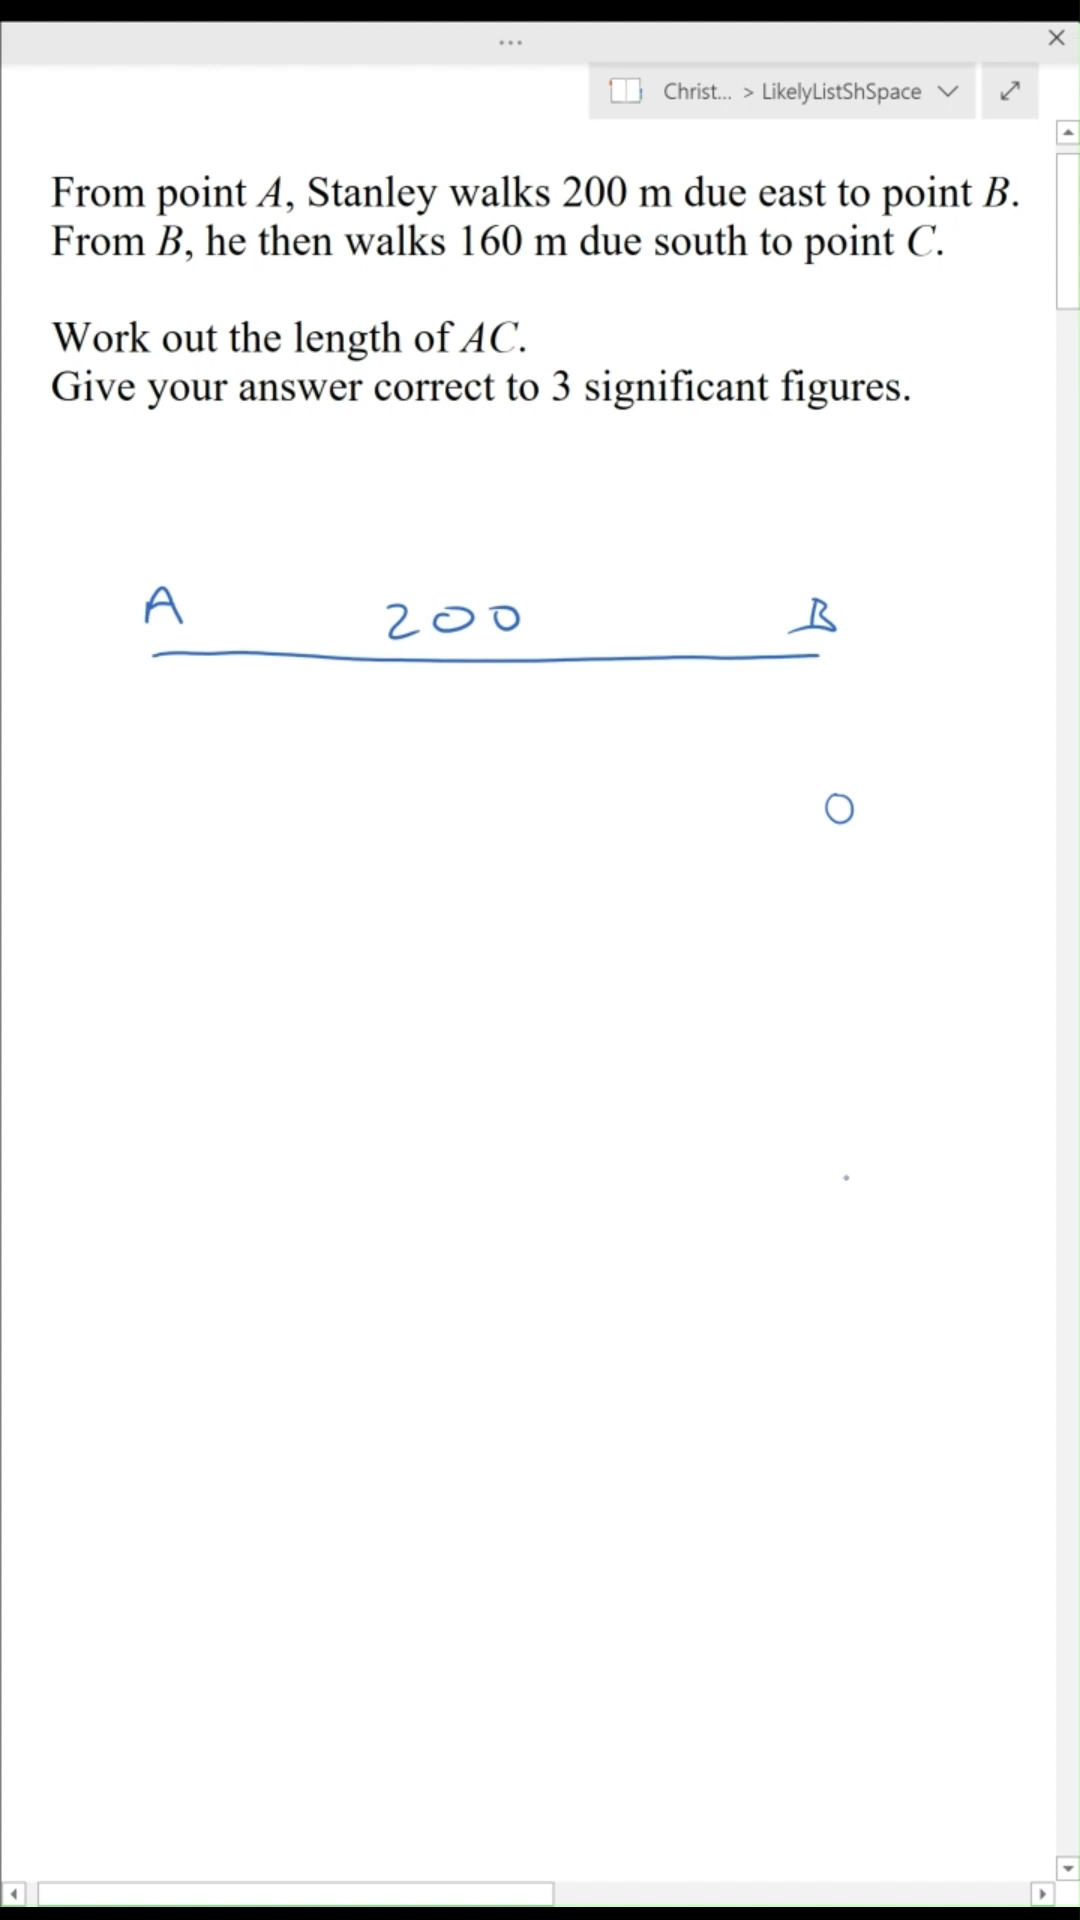 Christ... > LikelyListShSpace
From point A, Stanley walks 200 m due east to point B.
From B, he then walks 160 m due south to point C.
Work out the length of AC.
Give your answer correct to 3 significant figures.
A 200 B
O